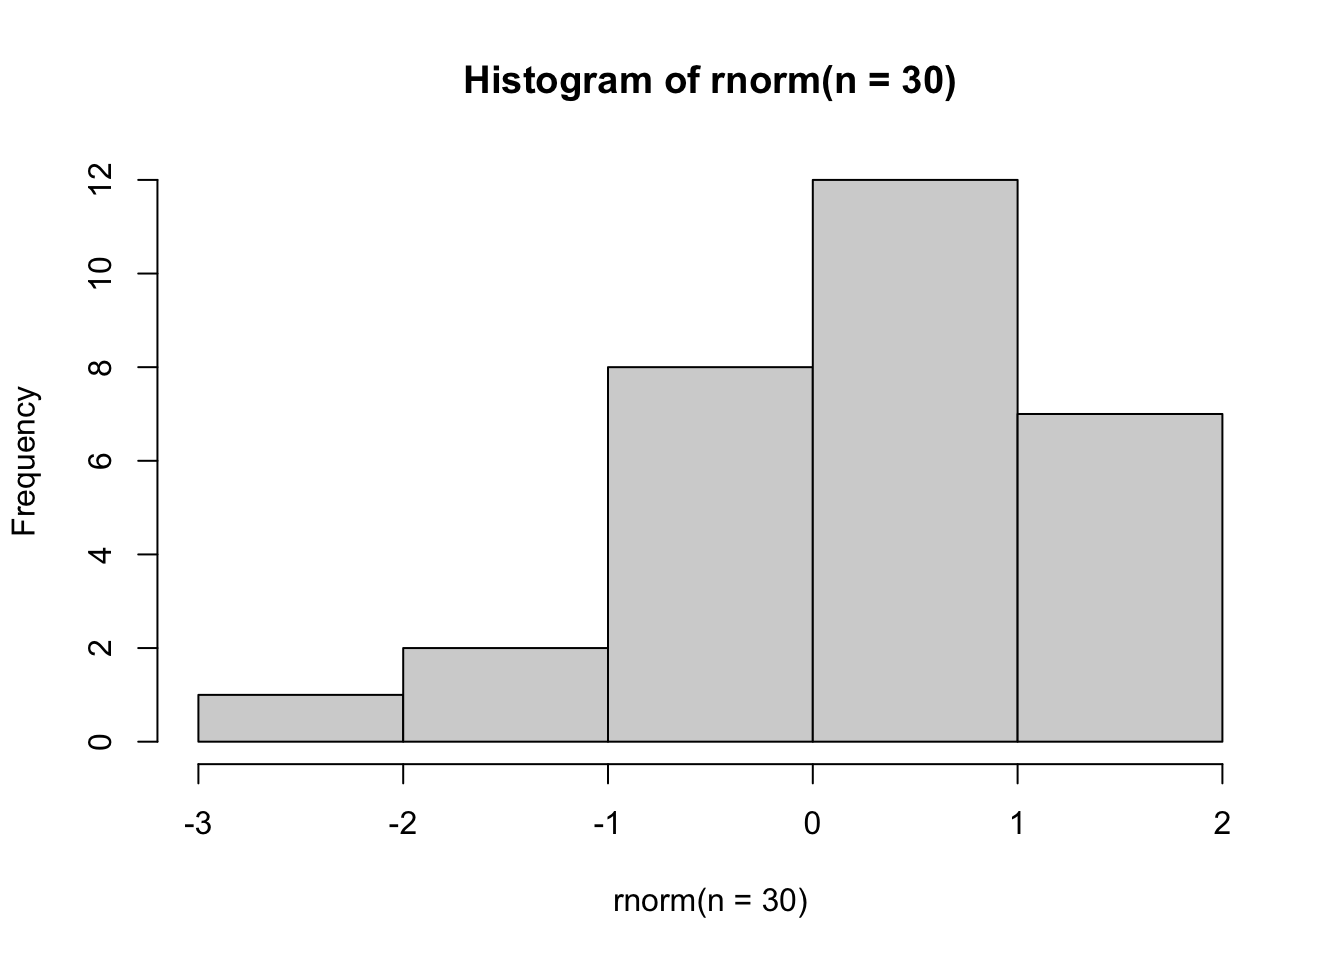 Histogram of rnorm(n = 30)
12
10
8
6
4
2
0
Frequency
-3 -2 -1 0 1 2
rnorm(n = 30)